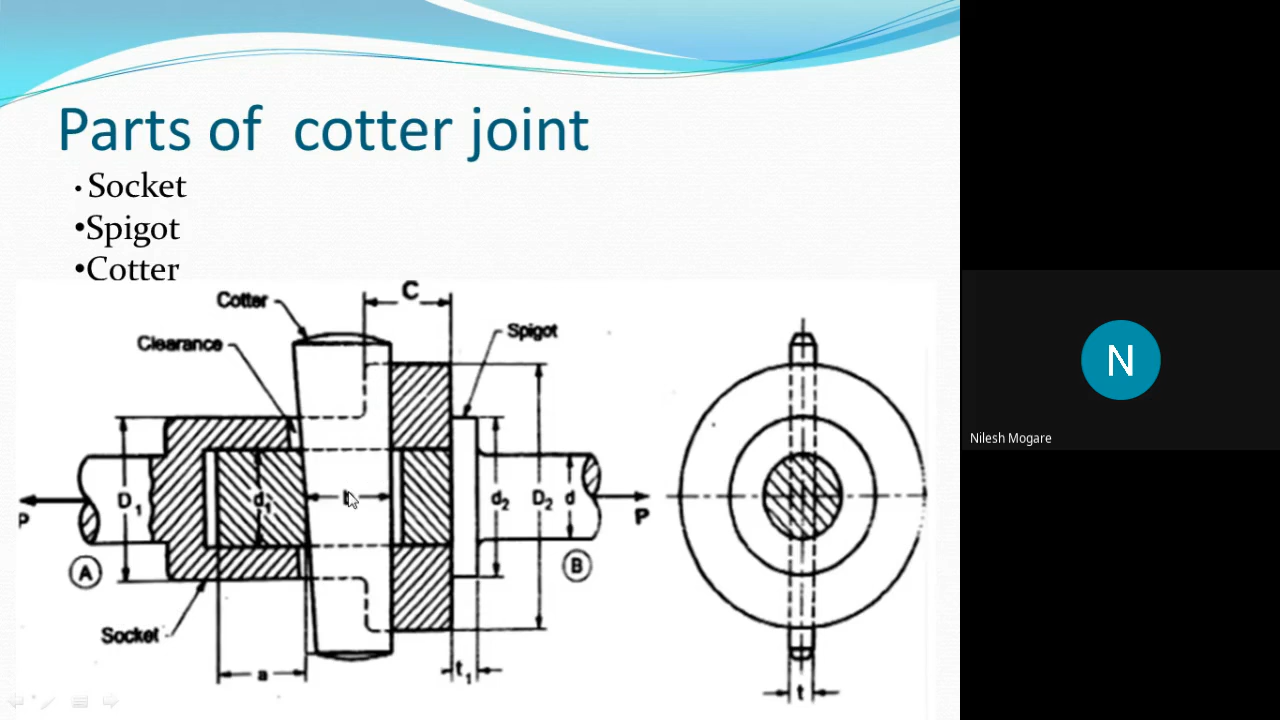 Parts of cotter joint
• Socket
•Spigot
•Cotter
C
Cotter
Spigot
Clearance
D1
d1
b
d2
D2
d
P
P
A
B
Socket
a
t1
t
N
Nilesh Mogare